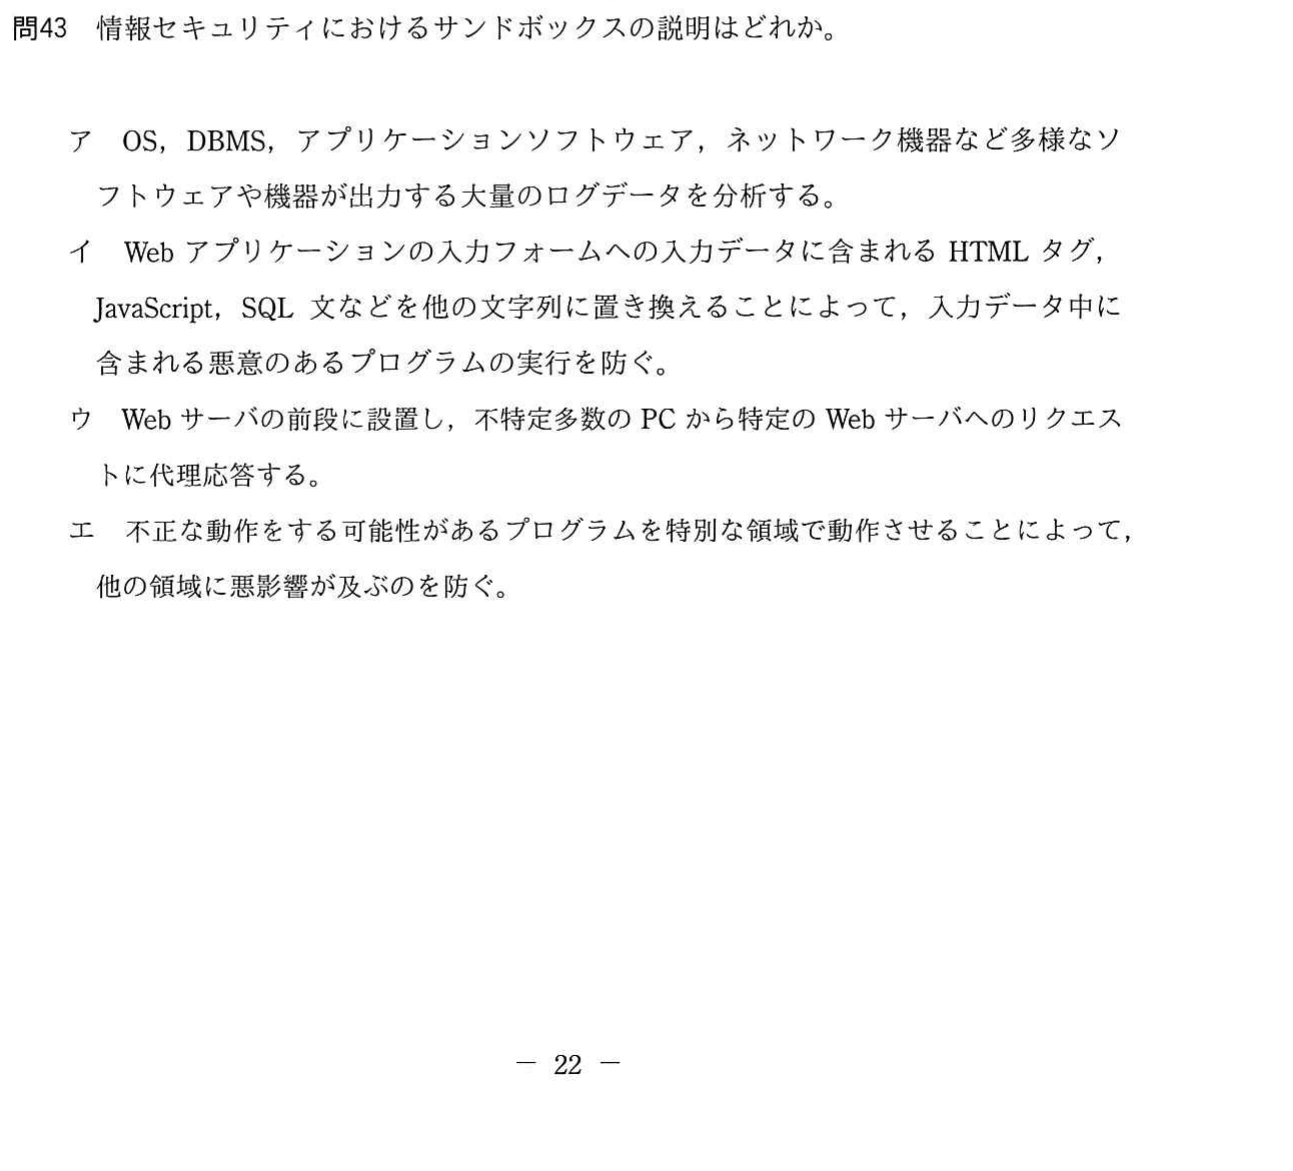 問43　情報セキュリティにおけるサンドボックスの説明はどれか。
ア　OS，DBMS，アプリケーションソフトウェア，ネットワーク機器など多様なソ
フトウェアや機器が出力する大量のログデータを分析する。
イ　Web アプリケーションの入力フォームへの入力データに含まれる HTML タグ，
JavaScript，SQL 文などを他の文字列に置き換えることによって，入力データ中に
含まれる悪意のあるプログラムの実行を防ぐ。
ウ　Web サーバの前段に設置し，不特定多数の PC から特定の Web サーバへのリクエス
トに代理応答する。
エ　不正な動作をする可能性があるプログラムを特別な領域で動作させることによって，
他の領域に悪影響が及ぶのを防ぐ。
― 22 ―